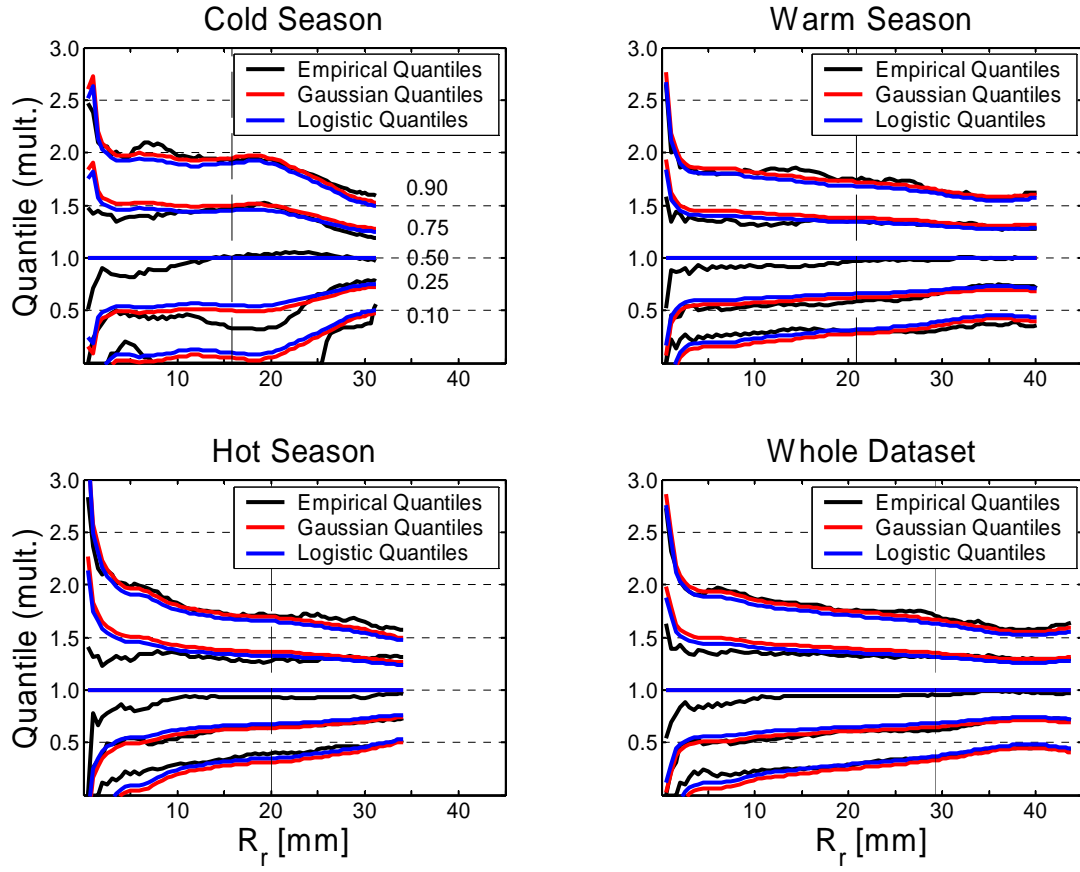 Cold Season
Warm Season
3.0
2.5
2.0
1.5
1.0
0.5
Quantile (mult.)
Empirical Quantiles
Gaussian Quantiles
Logistic Quantiles
0.90
0.75
0.50
0.25
0.10
10 20 30 40
3.0
2.5
2.0
1.5
1.0
0.5
Empirical Quantiles
Gaussian Quantiles
Logistic Quantiles
10 20 30 40
Hot Season
Whole Dataset
3.0
2.5
2.0
1.5
1.0
0.5
Quantile (mult.)
Empirical Quantiles
Gaussian Quantiles
Logistic Quantiles
10 20 30 40
R_r [mm]
3.0
2.5
2.0
1.5
1.0
0.5
Empirical Quantiles
Gaussian Quantiles
Logistic Quantiles
10 20 30 40
R_r [mm]